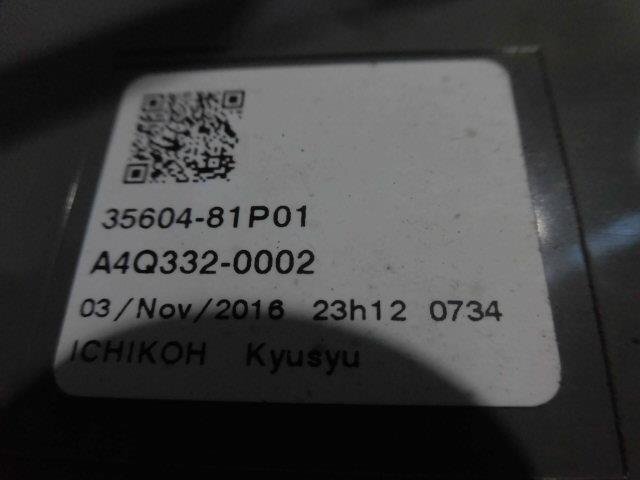 35604-81P01
A4Q332-0002
03/Nov/2016 23h12 0734
ICHIKOH Kyusyu